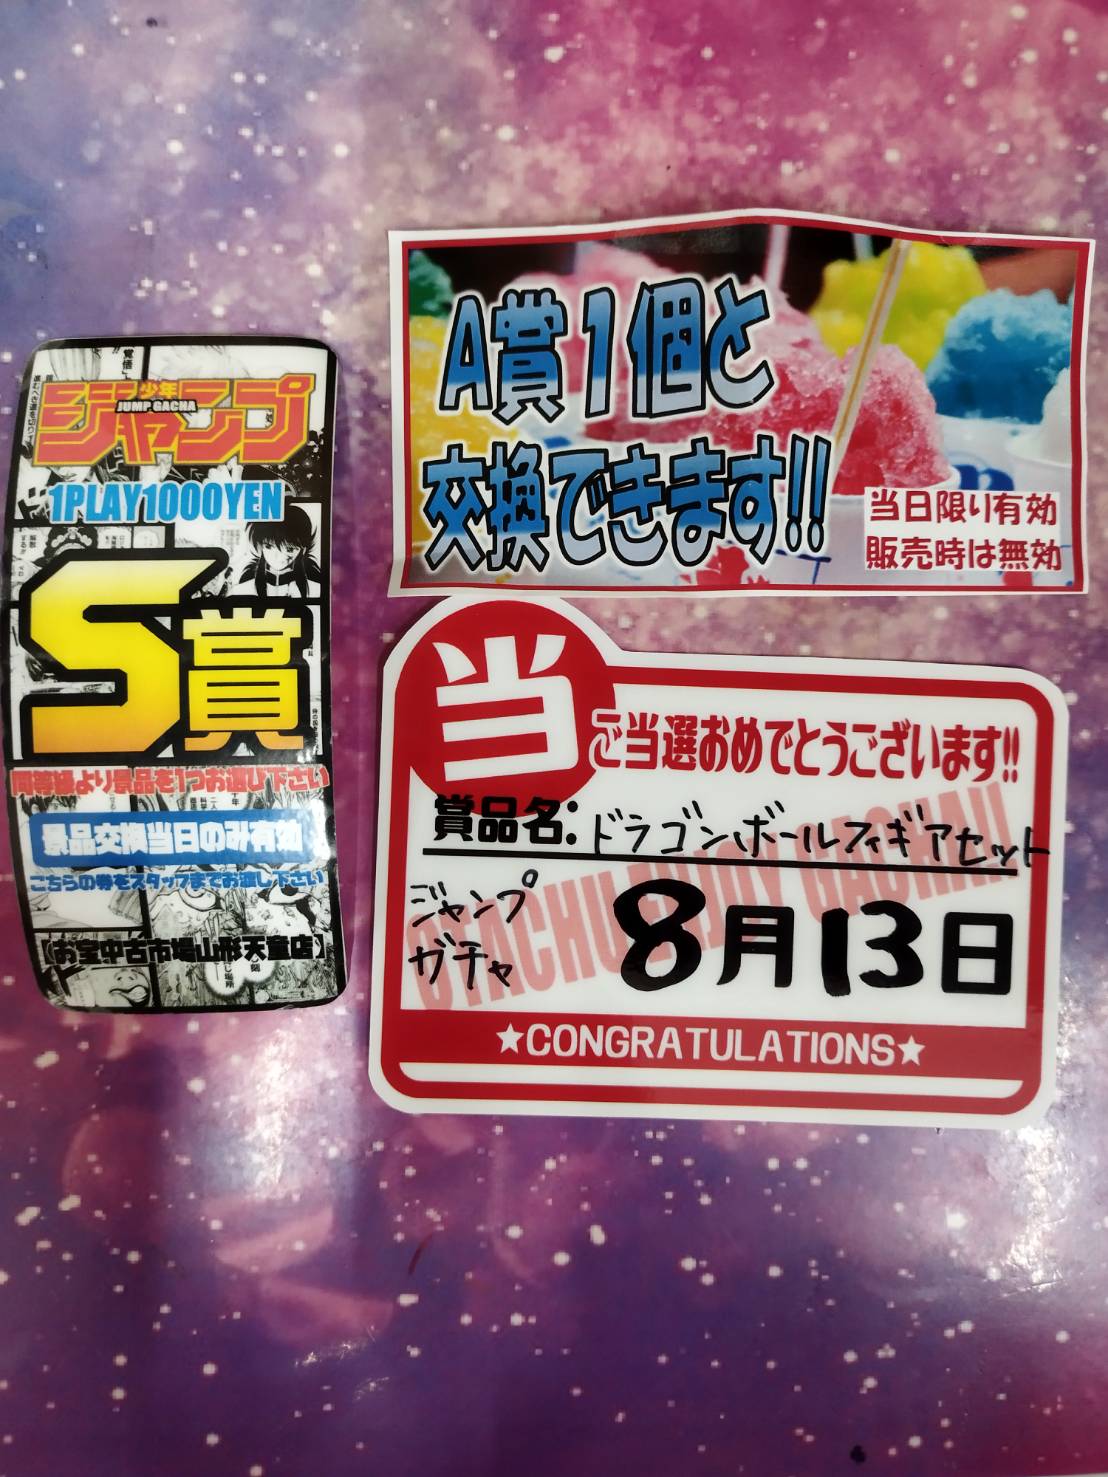 少年
ジャンプ
JUMP GACHA
1PLAY1000YEN
S賞
同等級より景品を1つお選び下さい
景品交換当日のみ有効
こちらの券をスタッフまでお渡し下さい
【お宝中古市場山形天童店】
A賞1個と
交換できます!!
当日限り有効
販売時は無効
当
ご当選おめでとうございます!!
賞品名:ドラゴンボールフィギアセット
ジャンプ
ガチャ
8月13日
★CONGRATULATIONS★